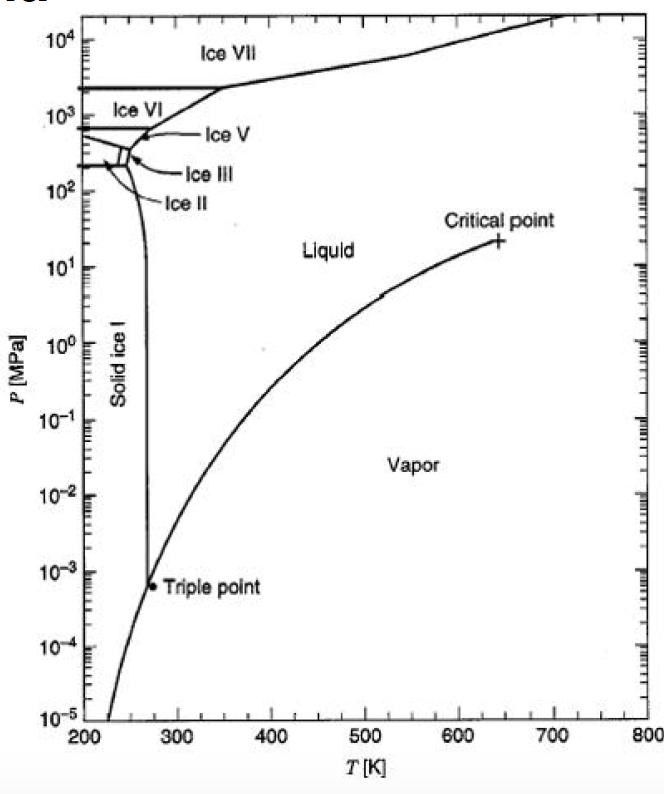 10⁴
Ice VII
10³
Ice VI
Ice V
Ice III
10²
Ice II
Critical point
Liquid
10¹
P [MPa]
10⁰
Solid ice I
10⁻¹
Vapor
10⁻²
10⁻³
Triple point
10⁻⁴
10⁻⁵
200 300 400 500 600 700 800
T [K]